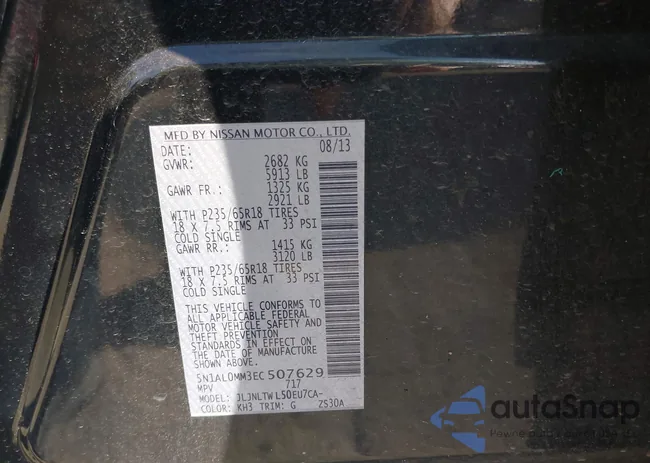 MFD BY NISSAN MOTOR CO., LTD.
DATE: 08/13
GVWR: 2682 KG
5913 LB
GAWR FR.: 1325 KG
2921 LB
WITH P235/65R18 TIRES
18 X 7.5 RIMS AT 33 PSI
COLD SINGLE
GAWR RR.: 1415 KG
3120 LB
WITH P235/65R18 TIRES
18 X 7.5 RIMS AT 33 PSI
COLD SINGLE
THIS VEHICLE CONFORMS TO
ALL APPLICABLE FEDERAL
MOTOR VEHICLE SAFETY AND
THEFT PREVENTION
STANDARDS IN EFFECT ON
THE DATE OF MANUFACTURE
SHOWN ABOVE.
5N1AL0MM3EC507629
MPV 717
MODEL: JLJNLTWL50EU7CA-
COLOR: KH3 TRIM: G ZS30A
autoSnap